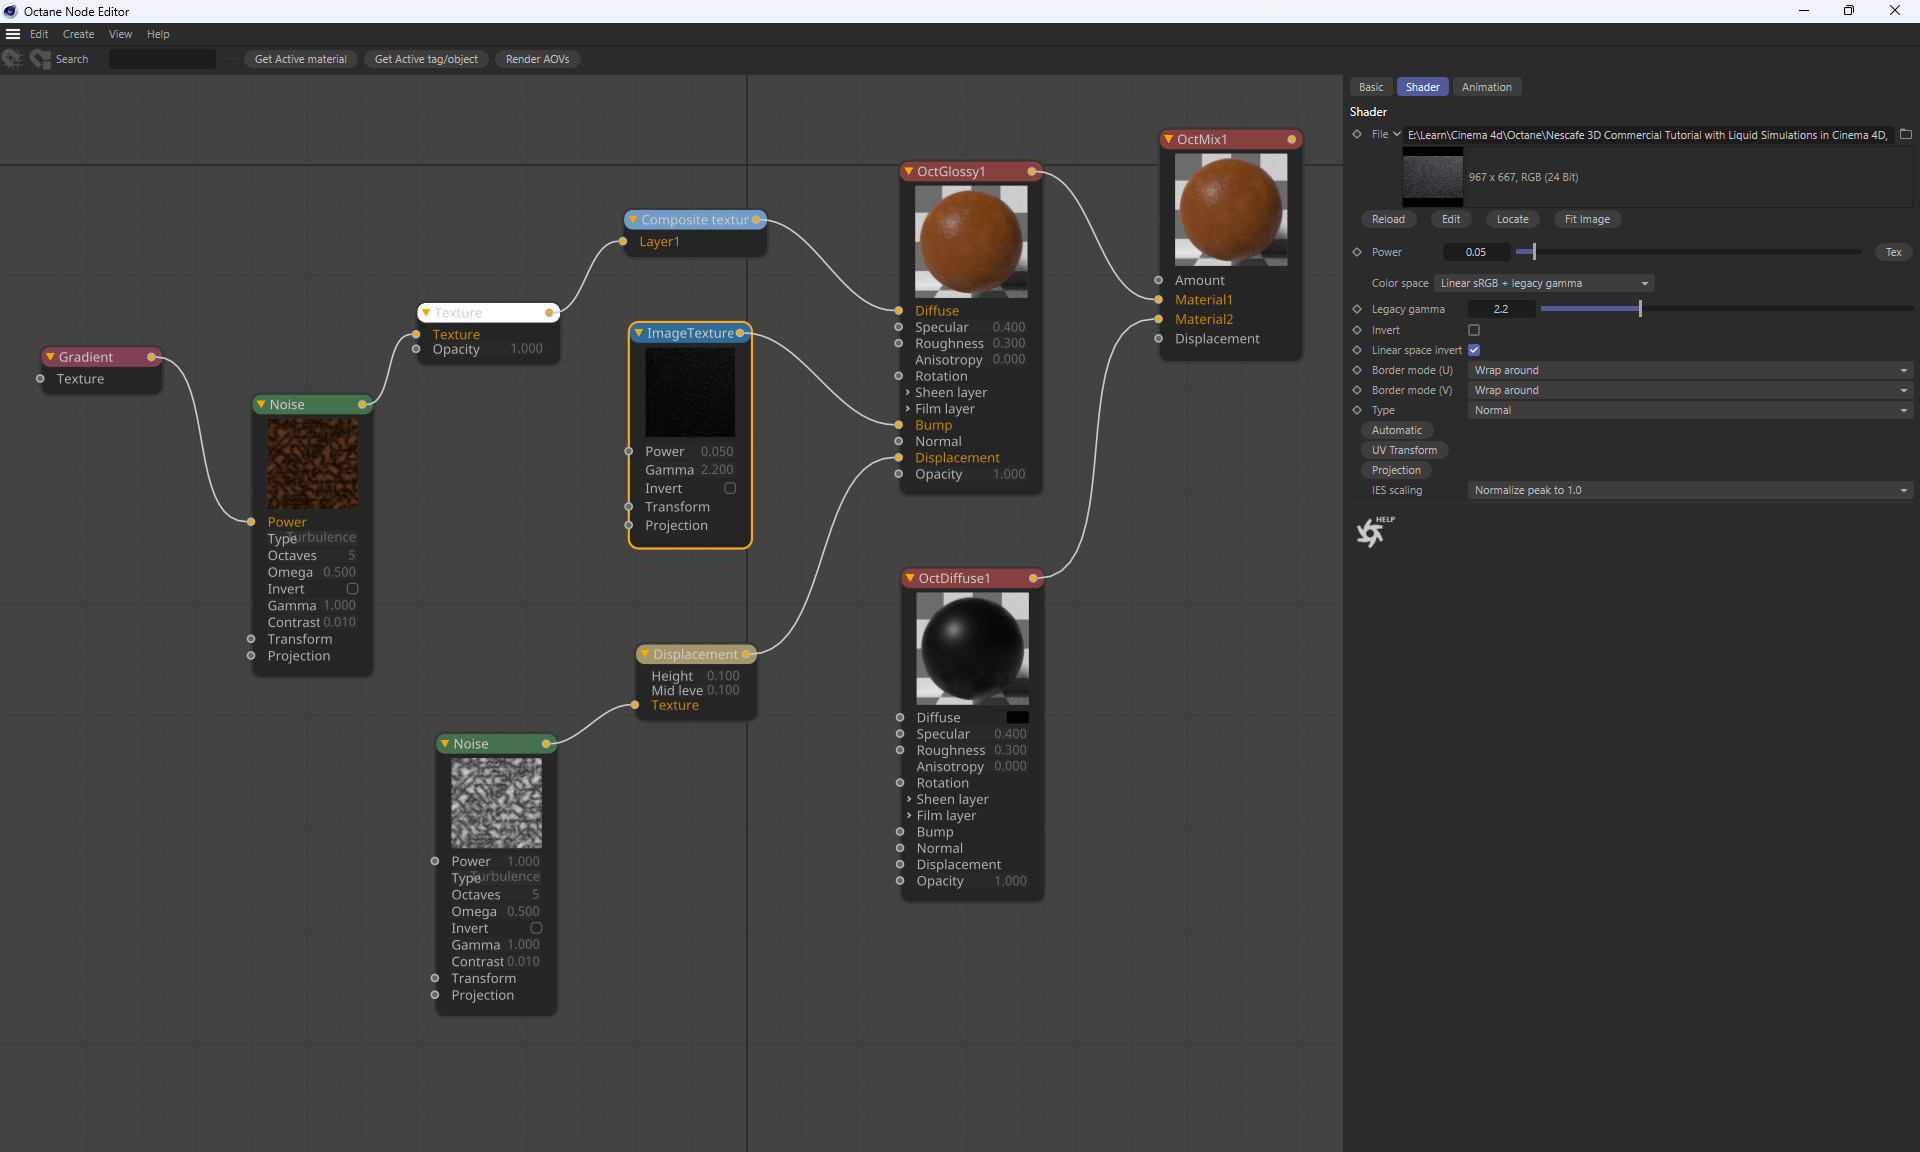 Octane Node Editor
Edit Create View Help
Search Get Active material Get Active tag/object Render AOVs
Gradient
Texture
Noise
Power
Type Turbulence
Octaves 5
Omega 0.500
Invert
Gamma 1.000
Contrast 0.010
Transform
Projection
Texture
Texture
Opacity 1.000
Composite textur
Layer1
ImageTexture
Power 0.050
Gamma 2.200
Invert
Transform
Projection
Displacement
Height 0.100
Mid leve 0.100
Texture
Noise
Power 1.000
Type Turbulence
Octaves 5
Omega 0.500
Invert
Gamma 1.000
Contrast 0.010
Transform
Projection
OctGlossy1
Diffuse
Specular 0.400
Roughness 0.300
Anisotropy 0.000
Rotation
Sheen layer
Film layer
Bump
Normal
Displacement
Opacity 1.000
OctDiffuse1
Diffuse
Specular 0.400
Roughness 0.300
Anisotropy 0.000
Rotation
Sheen layer
Film layer
Bump
Normal
Displacement
Opacity 1.000
OctMix1
Amount
Material1
Material2
Displacement
Basic Shader Animation
Shader
File E:\Learn\Cinema 4d\Octane\Nescafe 3D Commercial Tutorial with Liquid Simulations in Cinema 4D,
967 x 667, RGB (24 Bit)
Reload Edit Locate Fit Image
Power 0.05 Tex
Color space Linear sRGB + legacy gamma
Legacy gamma 2.2
Invert
Linear space invert
Border mode (U) Wrap around
Border mode (V) Wrap around
Type Normal
Automatic
UV Transform
Projection
IES scaling Normalize peak to 1.0
HELP